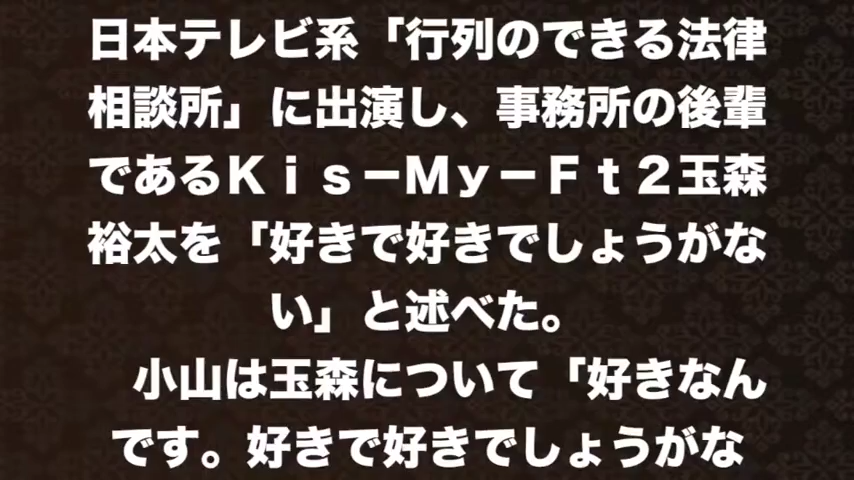 日本テレビ系「行列のできる法律
相談所」に出演し、事務所の後輩
であるＫｉｓ－Ｍｙ－Ｆｔ２玉森
裕太を「好きで好きでしょうがな
い」と述べた。
　小山は玉森について「好きなん
です。好きで好きでしょうがな